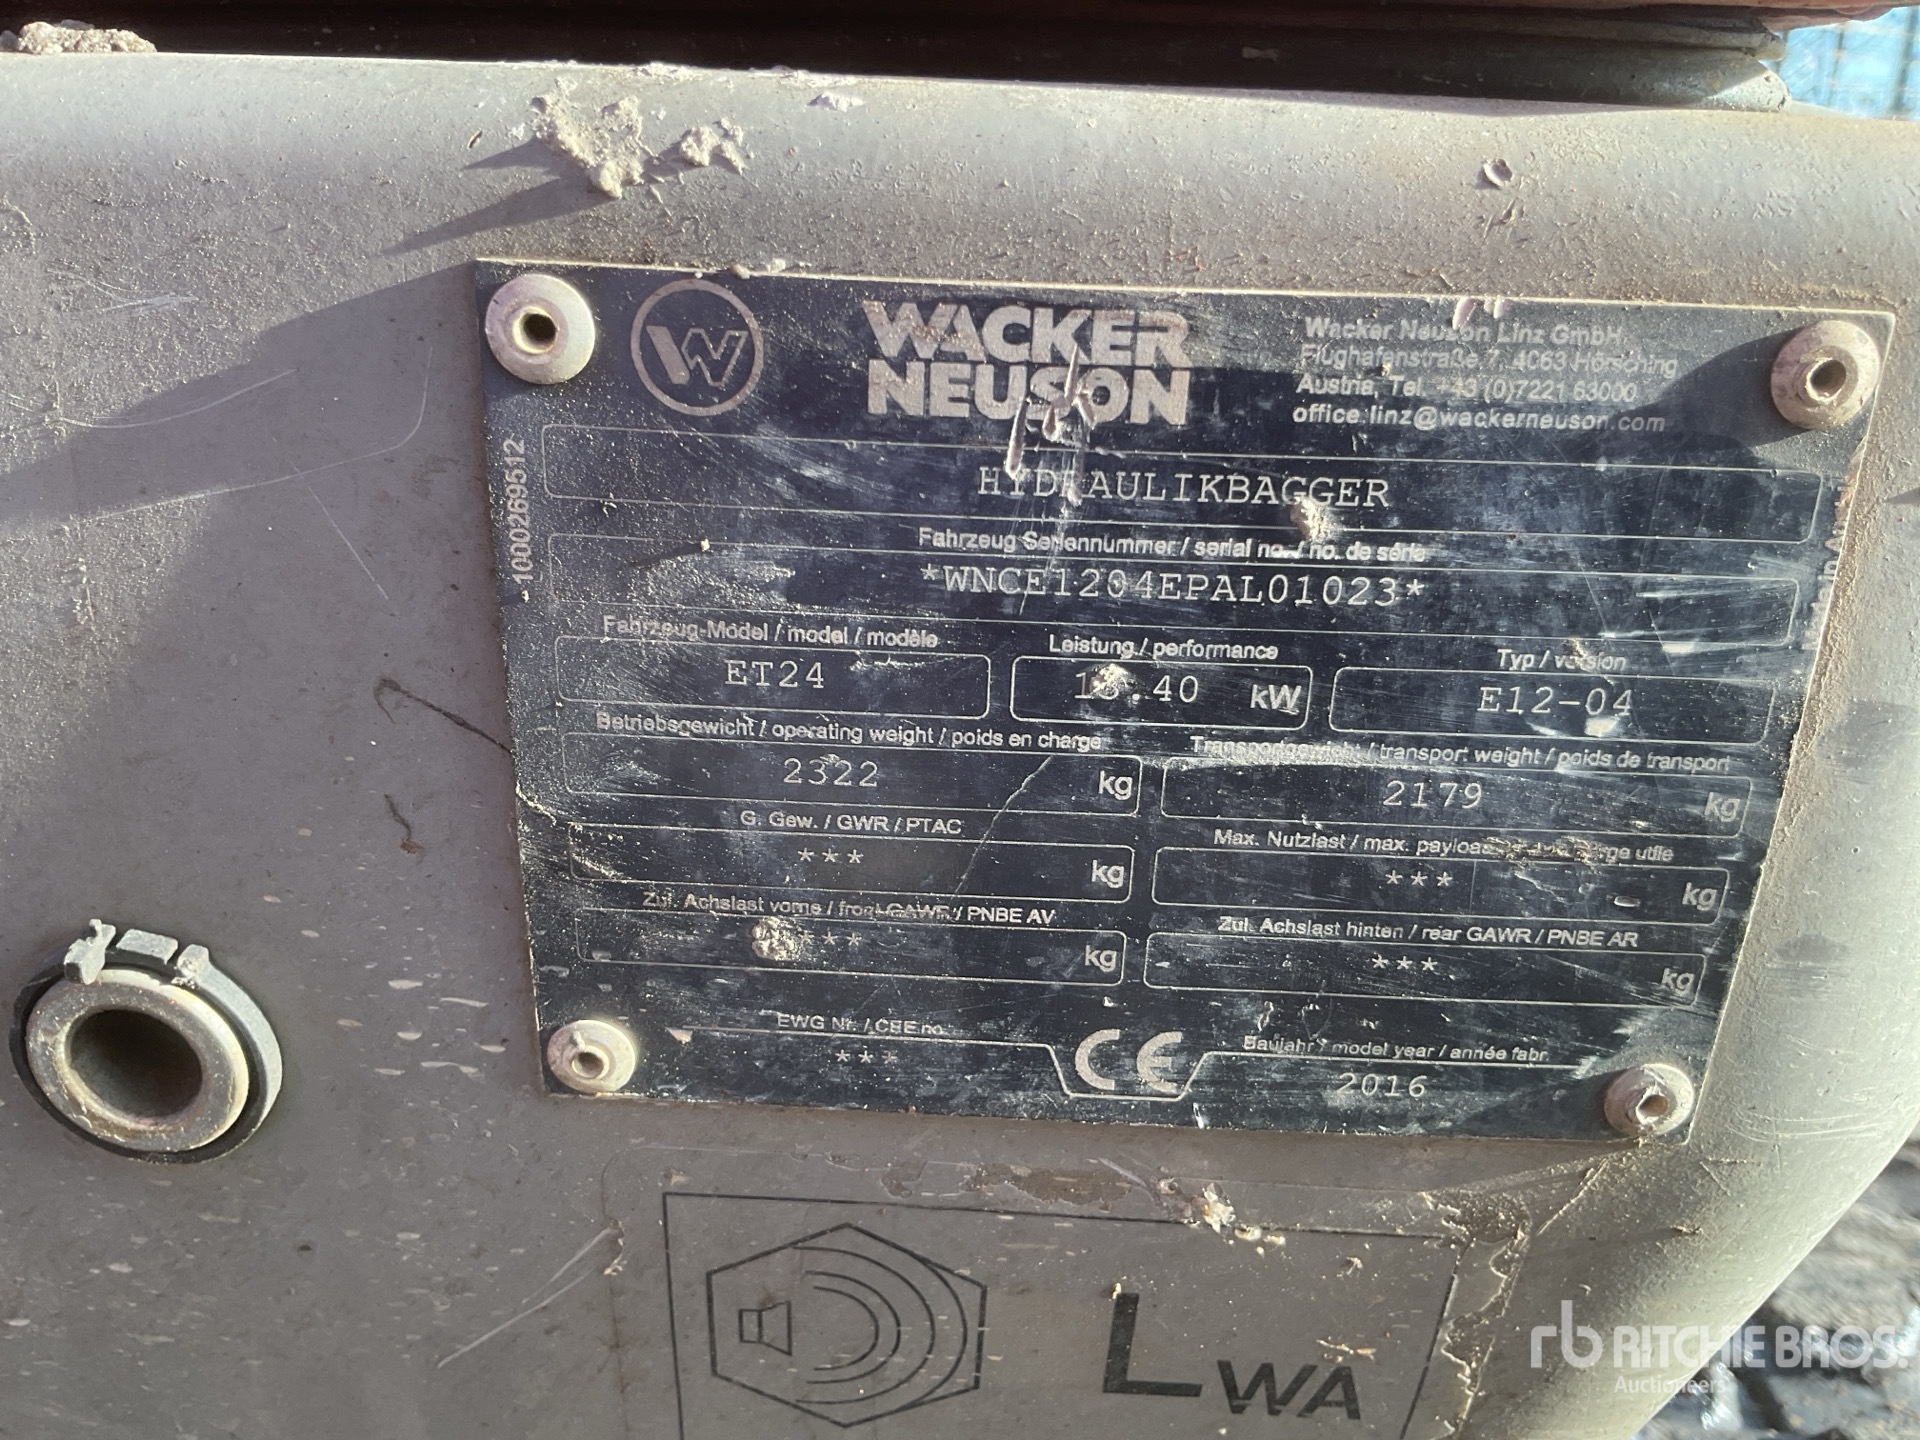 W
WACKER
NEUSON
Wacker Neuson Linz GmbH
Flughafenstraße 7, 4063 Hörsching
Austria, Tel. +43 (0)7221 63000
office.linz@wackerneuson.com
1000269512
HYDRAULIKBAGGER
Fahrzeug Seriennummer / serial no. / no. de série
*WNCE1204EPAL01023*
Fahrzeug-Model / model / modèle
ET24
Leistung / performance
.40 kW
Typ / version
E12-04
Betriebsgewicht / operating weight / poids en charge
2322 kg
Transportgewicht / transport weight / poids de transport
2179 kg
G. Gew. / GWR / PTAC
*** kg
Max. Nutzlast / max. payload utile
*** kg
Zul. Achslast vorne / front GAWR / PNBE AV
*** kg
Zul. Achslast hinten / rear GAWR / PNBE AR
*** kg
EWG Nr. / CEE no.
***
CE
Baujahr / model year / année fabr.
2016
LWA
rb RITCHIE BROS.
Auctioneers